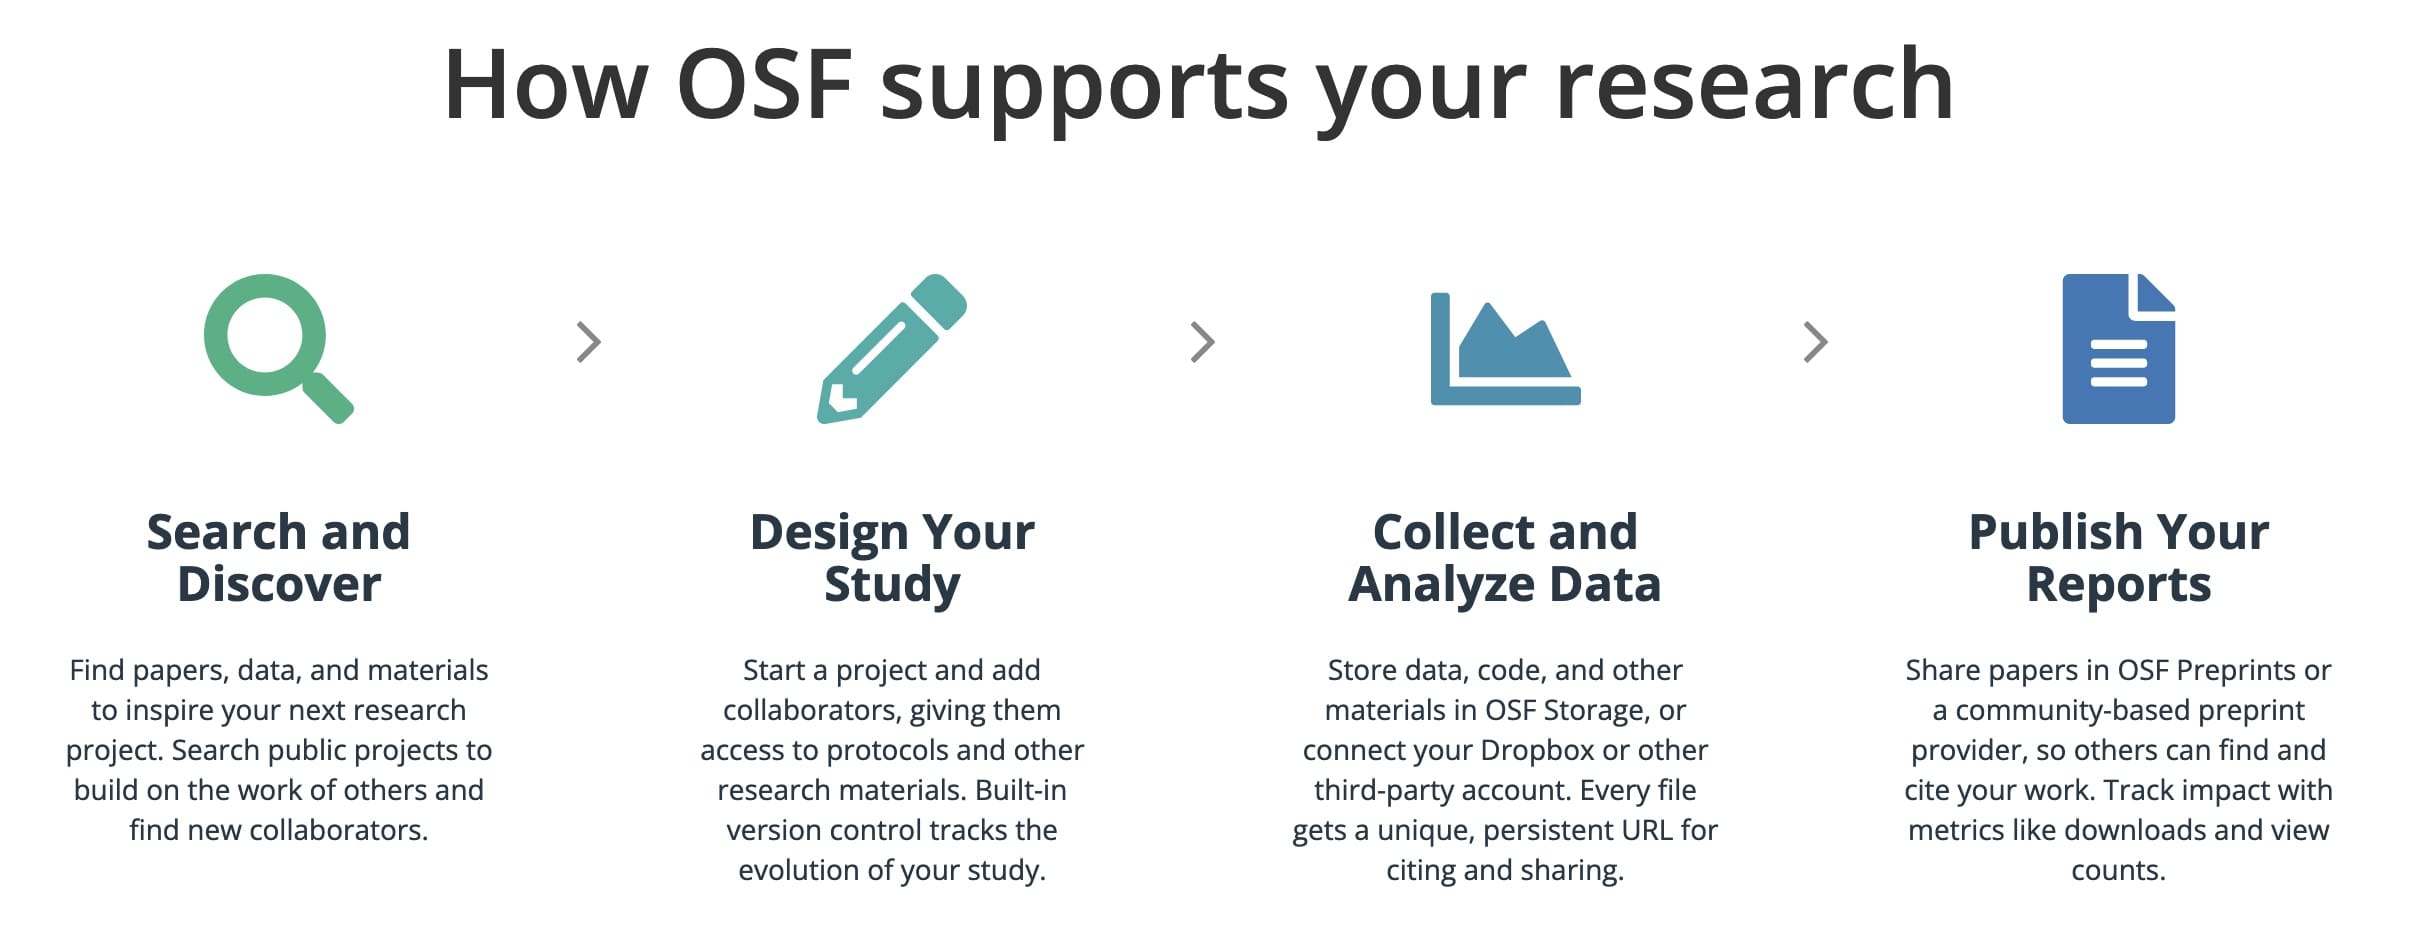 How OSF supports your research
Search and
Discover
Find papers, data, and materials
to inspire your next research
project. Search public projects to
build on the work of others and
find new collaborators.
Design Your
Study
Start a project and add
collaborators, giving them
access to protocols and other
research materials. Built-in
version control tracks the
evolution of your study.
Collect and
Analyze Data
Store data, code, and other
materials in OSF Storage, or
connect your Dropbox or other
third-party account. Every file
gets a unique, persistent URL for
citing and sharing.
Publish Your
Reports
Share papers in OSF Preprints or
a community-based preprint
provider, so others can find and
cite your work. Track impact with
metrics like downloads and view
counts.